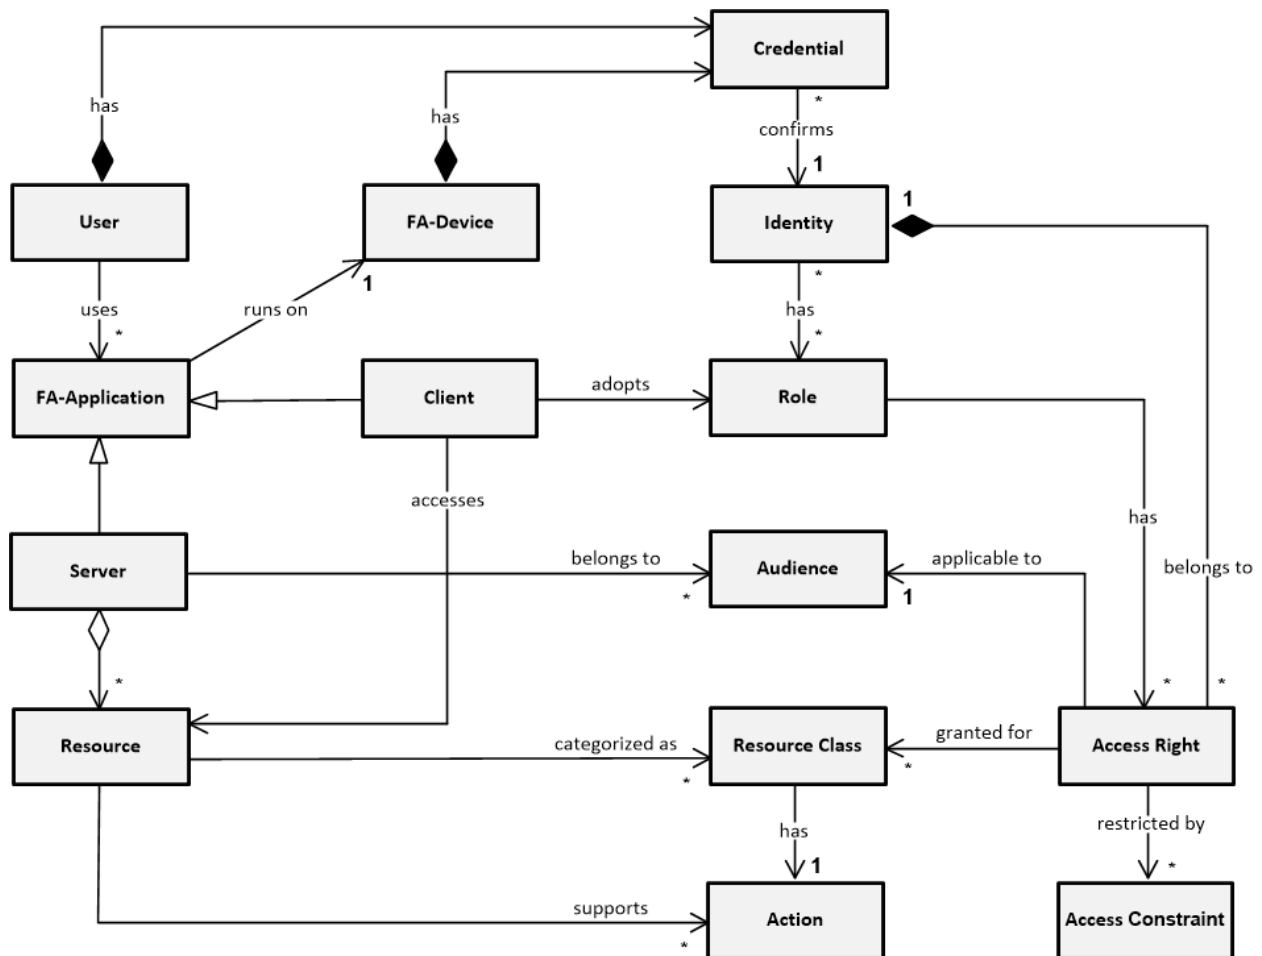 Credential
has
has
*
confirms
1
User
FA-Device
Identity
1
1
*
uses
runs on
has
*
*
FA-Application
Client
adopts
Role
accesses
has
Server
belongs to
Audience
applicable to
belongs to
*
1
*
*
*
Resource
categorized as
Resource Class
granted for
Access Right
*
*
has
restricted by
1
*
supports
Action
Access Constraint
*